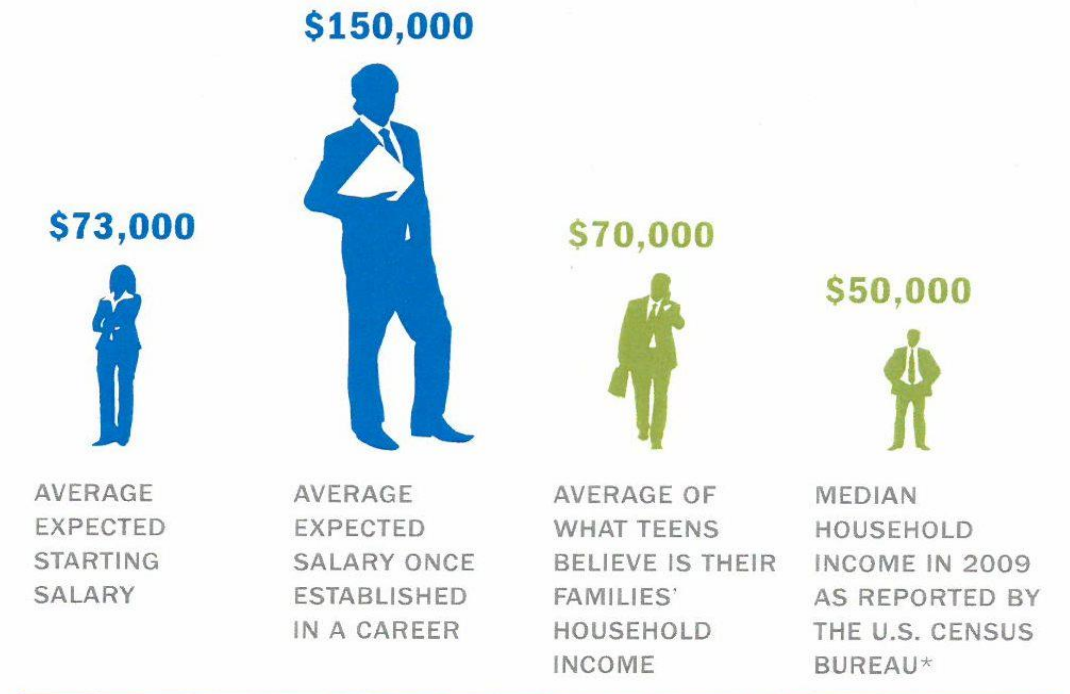 $73,000
AVERAGE
EXPECTED
STARTING
SALARY
$150,000
AVERAGE
EXPECTED
SALARY ONCE
ESTABLISHED
IN A CAREER
$70,000
AVERAGE OF
WHAT TEENS
BELIEVE IS THEIR
FAMILIES'
HOUSEHOLD
INCOME
$50,000
MEDIAN
HOUSEHOLD
INCOME IN 2009
AS REPORTED BY
THE U.S. CENSUS
BUREAU*